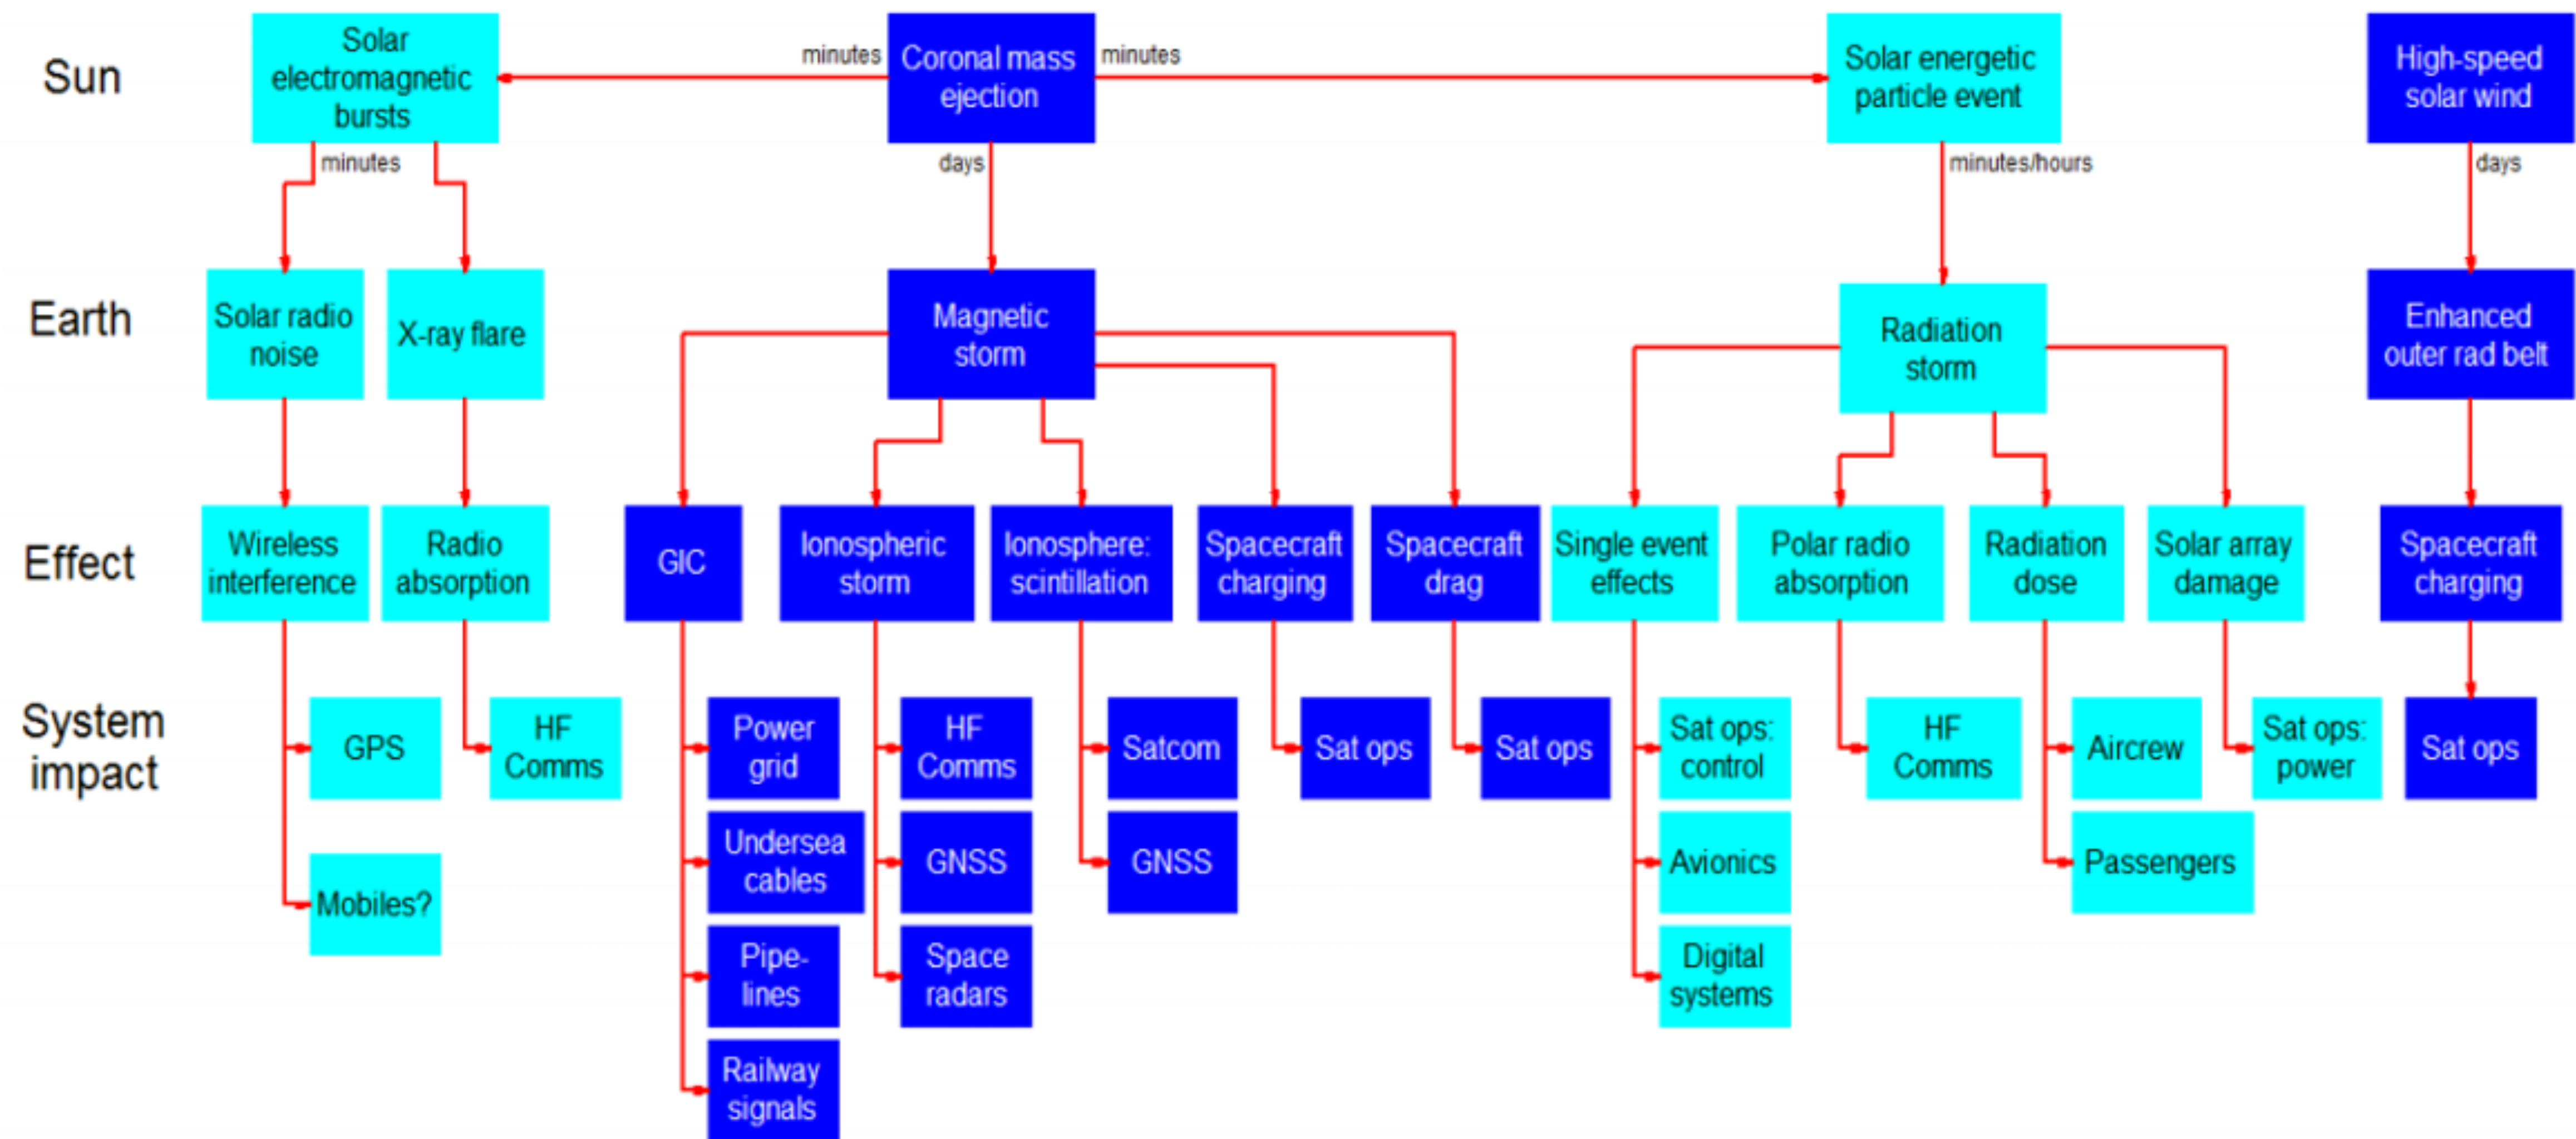 Sun
Solar
electromagnetic
bursts
minutes
Coronal mass
ejection
minutes
Solar energetic
particle event
High-speed
solar wind
minutes
days
minutes/hours
days
Earth
Solar radio
noise
X-ray flare
Magnetic
storm
Radiation
storm
Enhanced
outer rad belt
Effect
Wireless
interference
Radio
absorption
GIC
Ionospheric
storm
Ionosphere:
scintillation
Spacecraft
charging
Spacecraft
drag
Single event
effects
Polar radio
absorption
Radiation
dose
Solar array
damage
Spacecraft
charging
System
impact
GPS
HF
Comms
Power
grid
HF
Comms
Satcom
Sat ops
Sat ops
Sat ops:
control
HF
Comms
Aircrew
Sat ops:
power
Sat ops
Undersea
cables
GNSS
GNSS
Avionics
Passengers
Mobiles?
Pipe-
lines
Space
radars
Digital
systems
Railway
signals